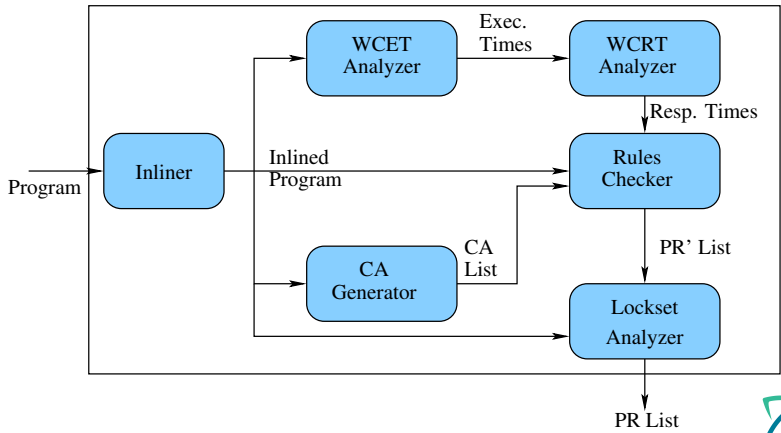 Exec.
Times
WCET
Analyzer
WCRT
Analyzer
Resp. Times
Program
Inliner
Inlined
Program
Rules
Checker
CA
List
CA
Generator
PR’ List
Lockset
Analyzer
PR List